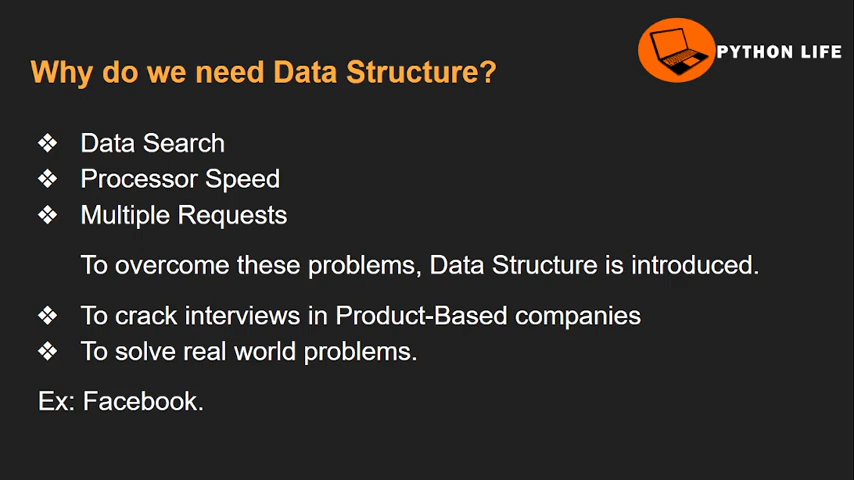 PYTHON LIFE
Why do we need Data Structure?
❖ Data Search
❖ Processor Speed
❖ Multiple Requests
To overcome these problems, Data Structure is introduced.
❖ To crack interviews in Product-Based companies
❖ To solve real world problems.
Ex: Facebook.